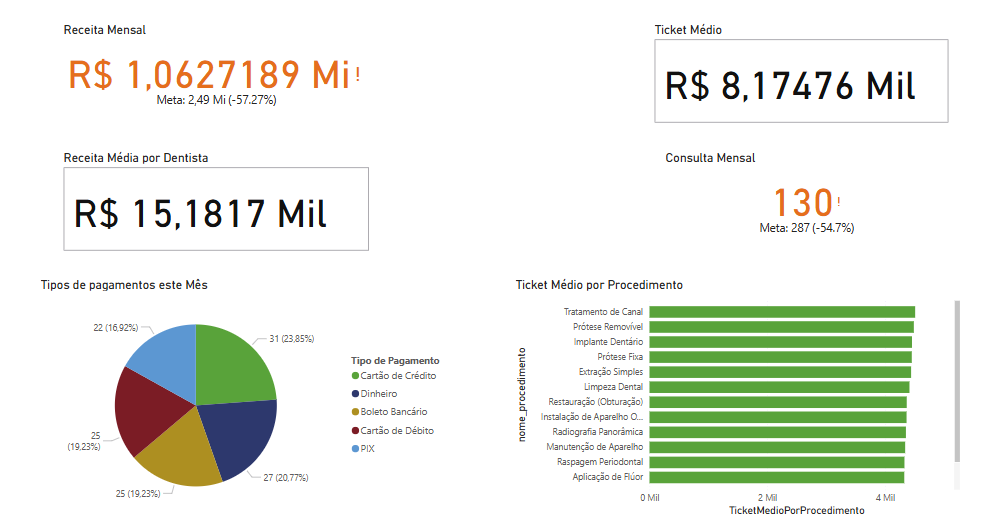 Receita Mensal
R$ 1,0627189 Mi!
Meta: 2,49 Mi (-57.27%)
Ticket Médio
R$ 8,17476 Mil
Receita Média por Dentista
R$ 15,1817 Mil
Consulta Mensal
130!
Meta: 287 (-54.7%)
Tipos de pagamentos este Mês
22 (16,92%)
31 (23,85%)
25
(19,23%)
25 (19,23%)
27 (20,77%)
Tipo de Pagamento
Cartão de Crédito
Dinheiro
Boleto Bancário
Cartão de Débito
PIX
Ticket Médio por Procedimento
nome_procedimento
Tratamento de Canal
Prótese Removível
Implante Dentário
Prótese Fixa
Extração Simples
Limpeza Dental
Restauração (Obturação)
Instalação de Aparelho O...
Radiografia Panorâmica
Manutenção de Aparelho
Raspagem Periodontal
Aplicação de Flúor
0 Mil
2 Mil
4 Mil
TicketMedioPorProcedimento